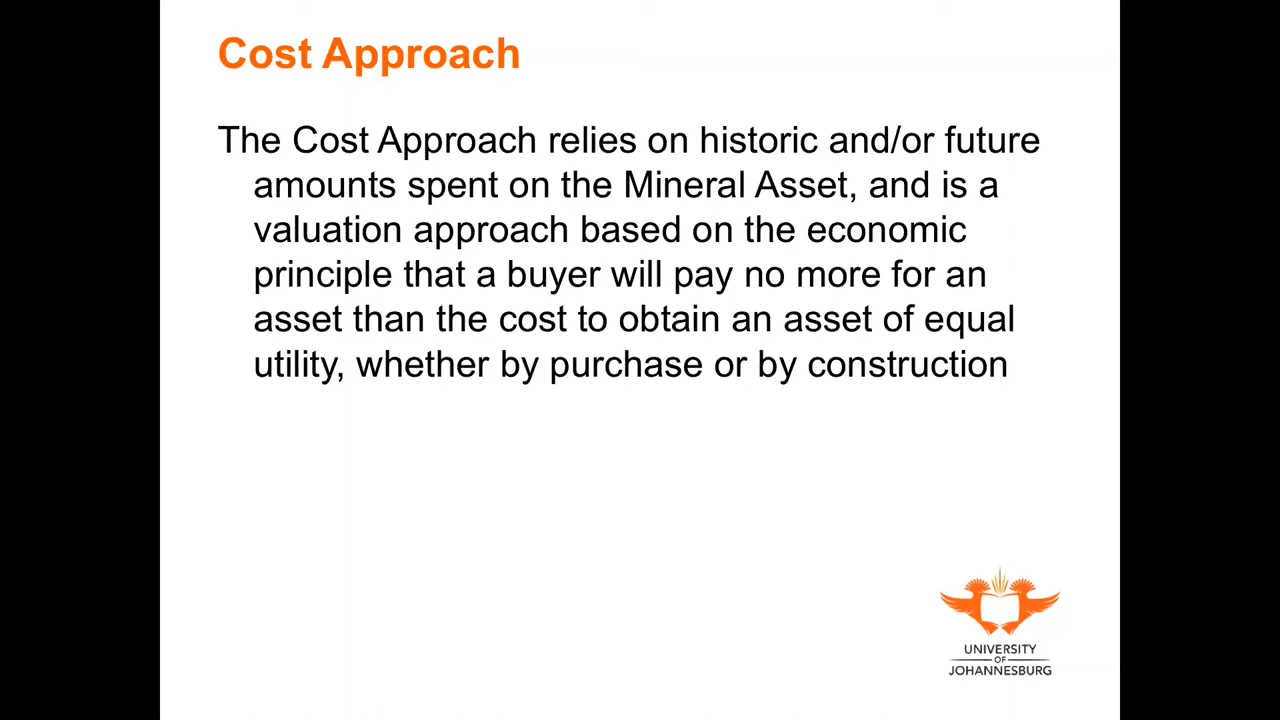 Cost Approach
The Cost Approach relies on historic and/or future
amounts spent on the Mineral Asset, and is a
valuation approach based on the economic
principle that a buyer will pay no more for an
asset than the cost to obtain an asset of equal
utility, whether by purchase or by construction
UNIVERSITY
OF
JOHANNESBURG